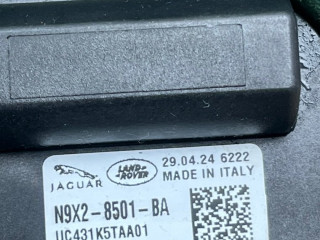 29.04.24 6222
JAGUAR
LAND-
ROVER
MADE IN ITALY
N9X2-8501-BA
UC431K5TAA01